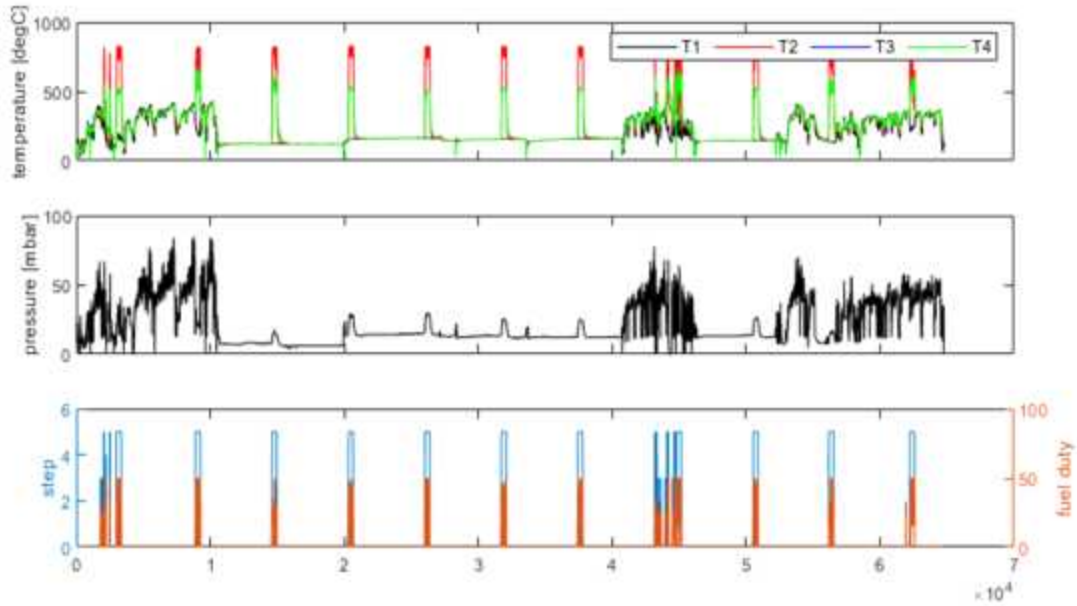 temperature [degC]
1000
500
0
T1 T2 T3 T4
pressure [mbar]
100
50
0
step
6
4
2
0
fuel duty
100
50
0
0 1 2 3 4 5 6 7
×10⁴